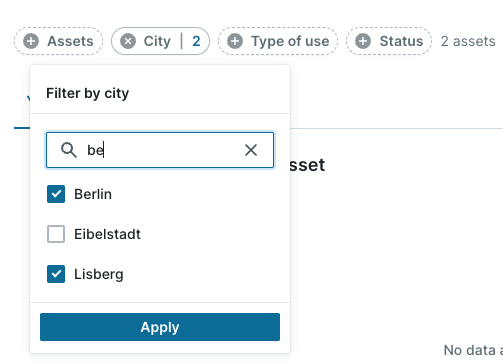 Assets City | 2 Type of use Status 2 assets
Filter by city
be
sset
Berlin
Eibelstadt
Lisberg
Apply
No data a